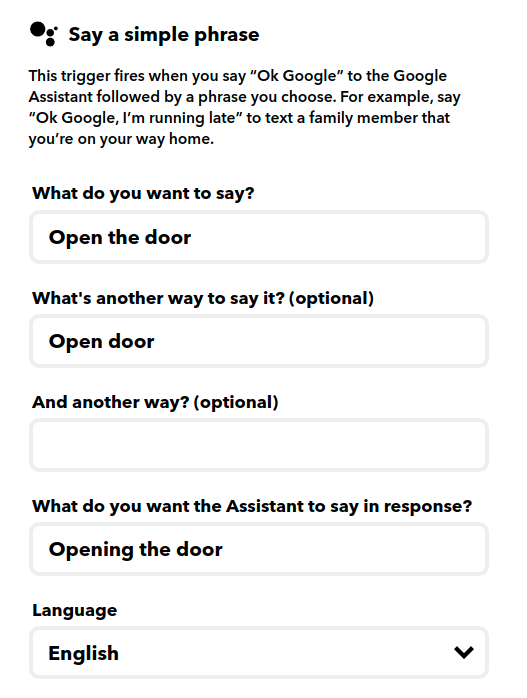 Say a simple phrase
This trigger fires when you say “Ok Google” to the Google
Assistant followed by a phrase you choose. For example, say
“Ok Google, I’m running late” to text a family member that
you’re on your way home.
What do you want to say?
Open the door
What's another way to say it? (optional)
Open door
And another way? (optional)
What do you want the Assistant to say in response?
Opening the door
Language
English